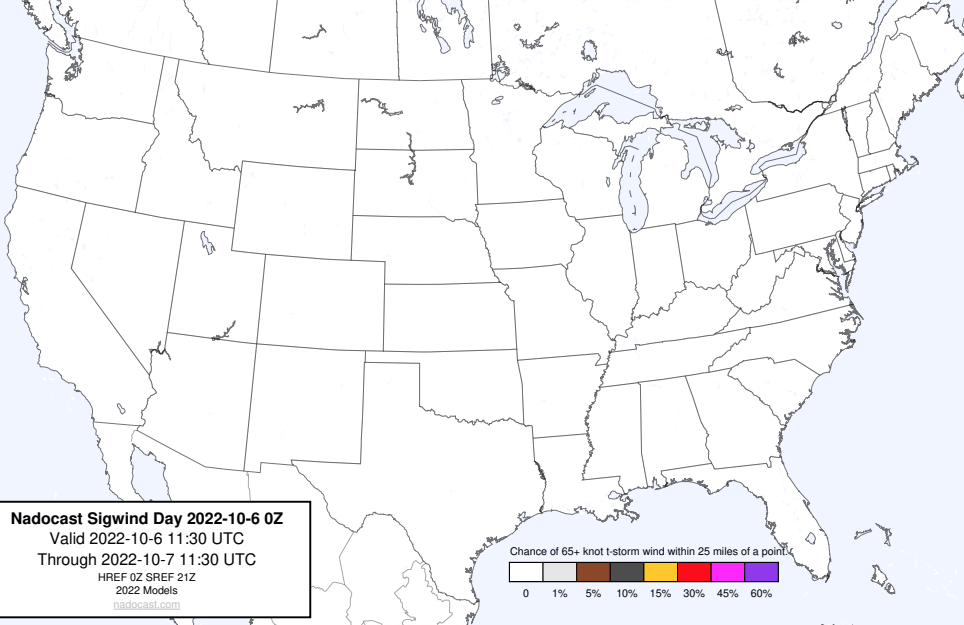 Nadocast Sigwind Day 2022-10-6 0Z
Valid 2022-10-6 11:30 UTC
Through 2022-10-7 11:30 UTC
HREF 0Z SREF 21Z
2022 Models
nadocast.com
Chance of 65+ knot t-storm wind within 25 miles of a point.
0 1% 5% 10% 15% 30% 45% 60%